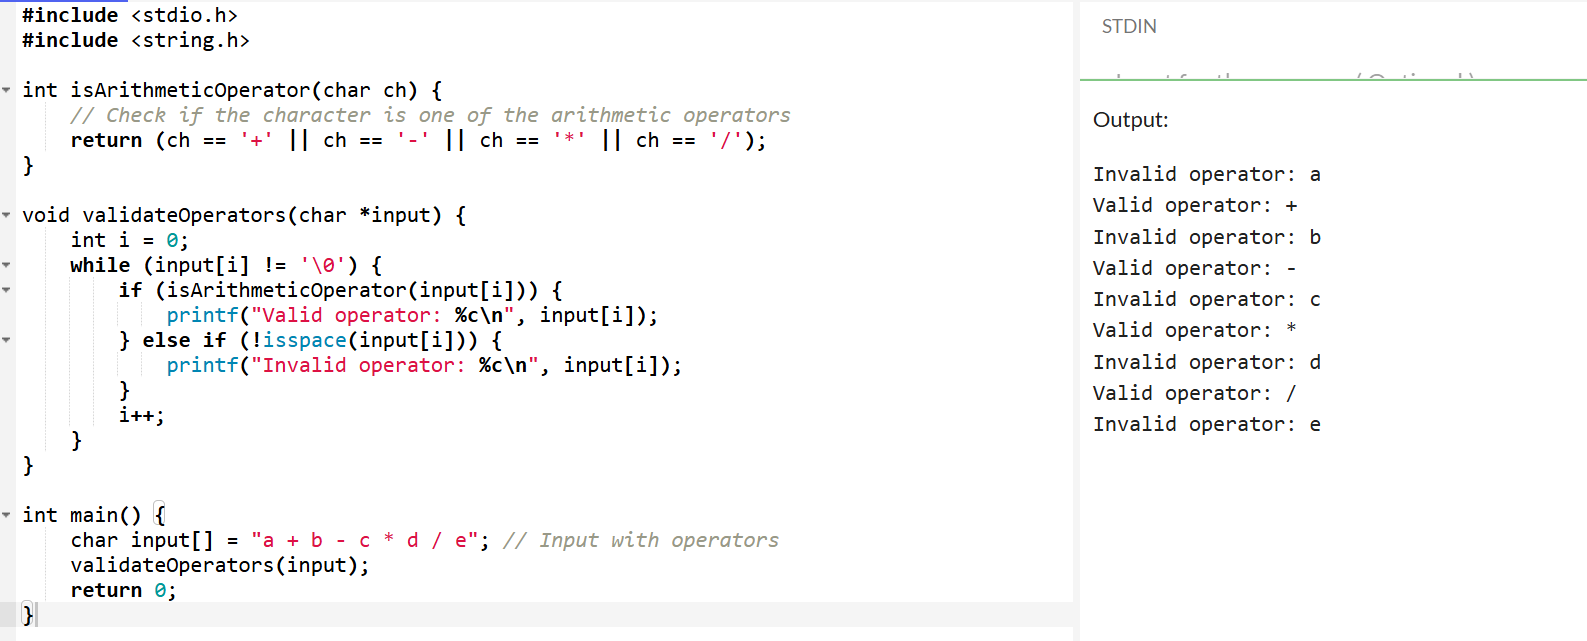 #include <stdio.h>
#include <string.h>
int isArithmeticOperator(char ch) {
    // Check if the character is one of the arithmetic operators
    return (ch == '+' || ch == '-' || ch == '*' || ch == '/');
}
void validateOperators(char *input) {
    int i = 0;
    while (input[i] != '\0') {
        if (isArithmeticOperator(input[i])) {
            printf("Valid operator: %c\n", input[i]);
        } else if (!isspace(input[i])) {
            printf("Invalid operator: %c\n", input[i]);
        }
        i++;
    }
}
int main() {
    char input[] = "a + b - c * d / e"; // Input with operators
    validateOperators(input);
    return 0;
}
STDIN
Output:
Invalid operator: a
Valid operator: +
Invalid operator: b
Valid operator: -
Invalid operator: c
Valid operator: *
Invalid operator: d
Valid operator: /
Invalid operator: e